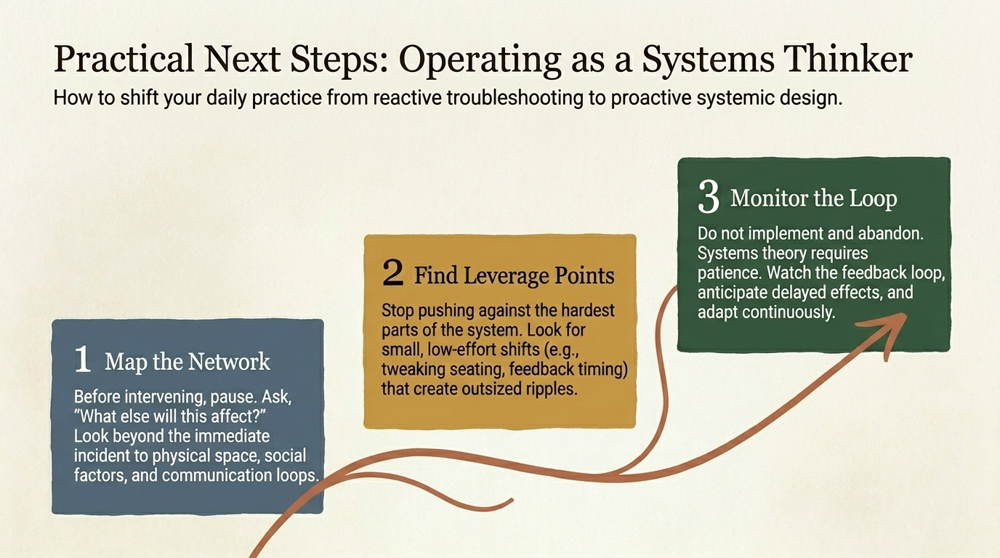 Practical Next Steps: Operating as a Systems Thinker
How to shift your daily practice from reactive troubleshooting to proactive systemic design.
1 Map the Network
Before intervening, pause. Ask,
“What else will this affect?”
Look beyond the immediate
incident to physical space, social
factors, and communication loops.
2 Find Leverage Points
Stop pushing against the hardest
parts of the system. Look for
small, low-effort shifts (e.g.,
tweaking seating, feedback timing)
that create outsized ripples.
3 Monitor the Loop
Do not implement and abandon.
Systems theory requires
patience. Watch the feedback loop,
anticipate delayed effects, and
adapt continuously.